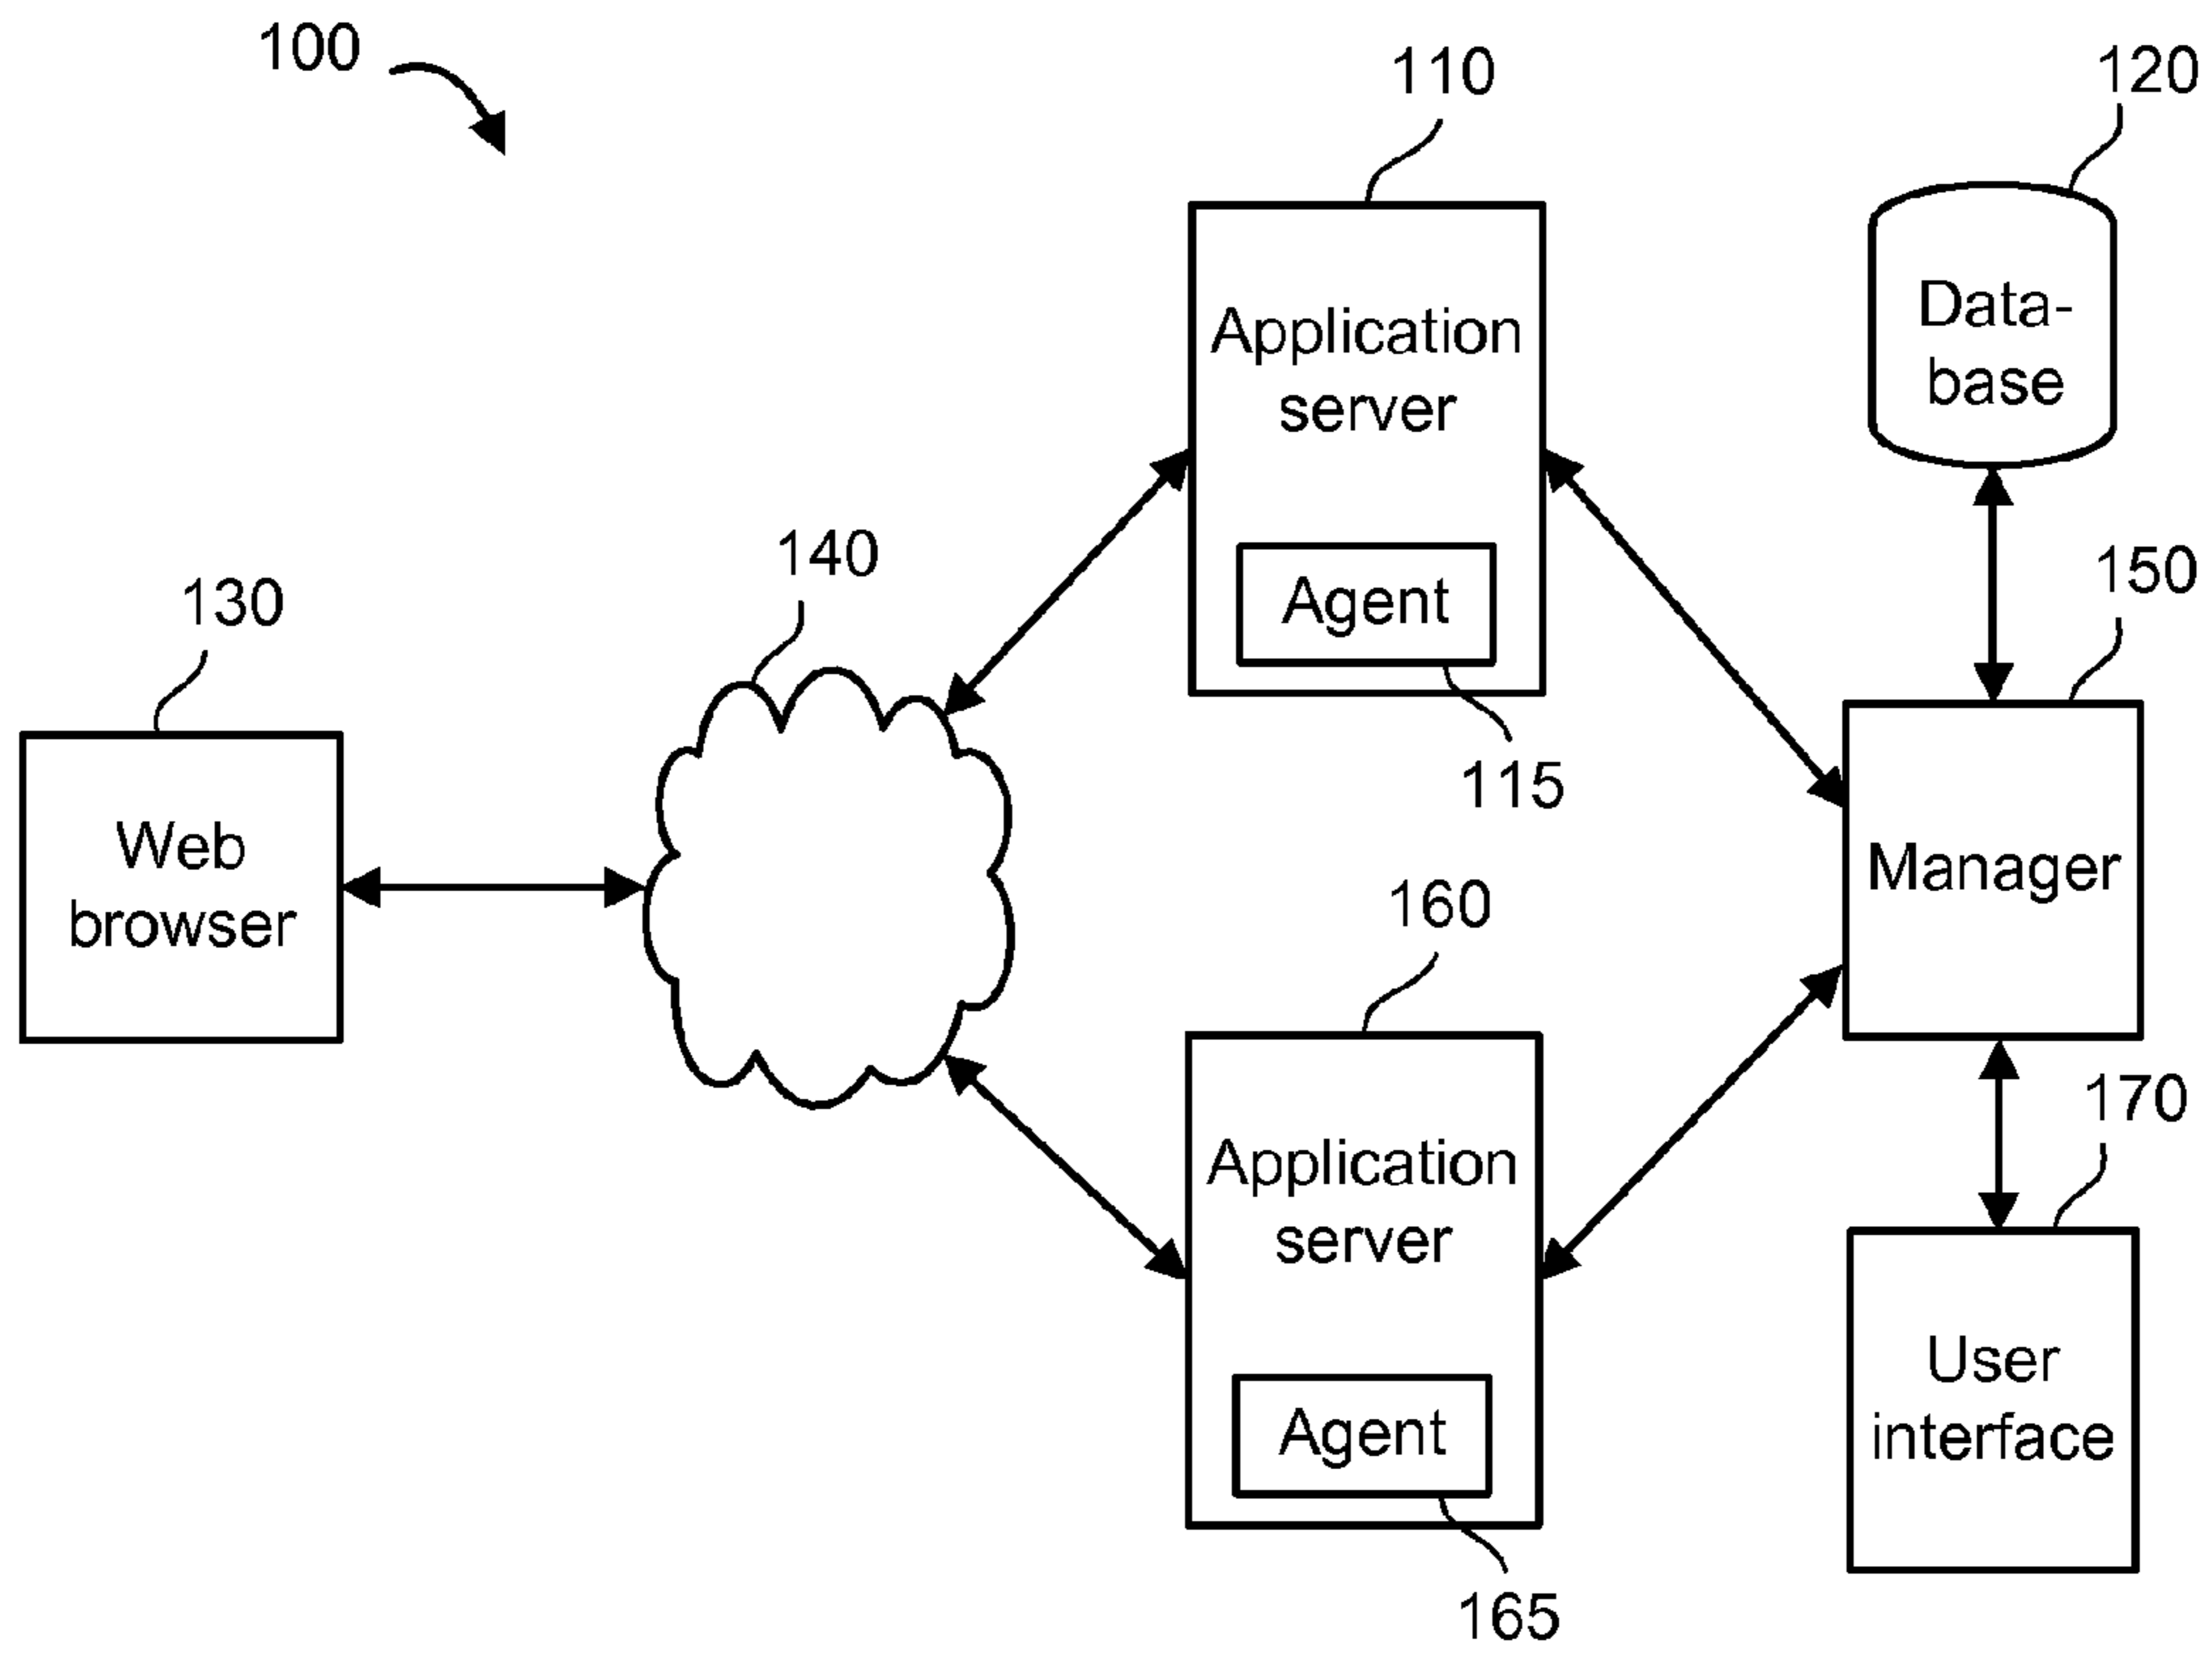 100
110
120
Application
server
Data-
base
140
130
Agent
150
115
Web
browser
Manager
160
170
Application
server
User
interface
Agent
165